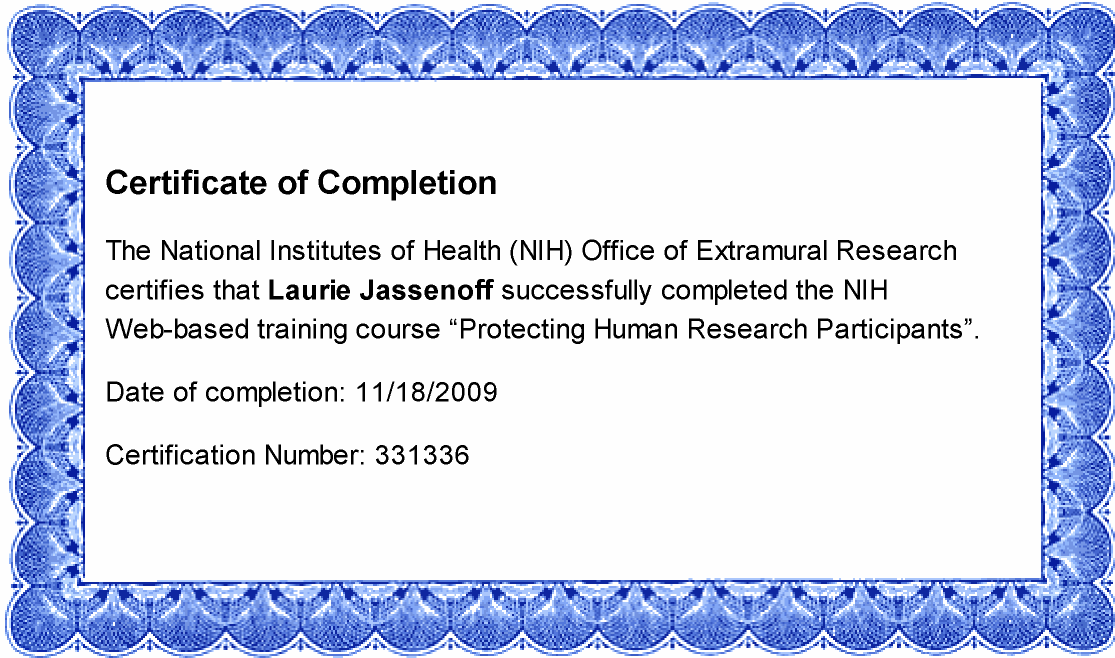 Certificate of Completion
The National Institutes of Health (NIH) Office of Extramural Research
certifies that Laurie Jassenoff successfully completed the NIH
Web-based training course “Protecting Human Research Participants”.
Date of completion: 11/18/2009
Certification Number: 331336